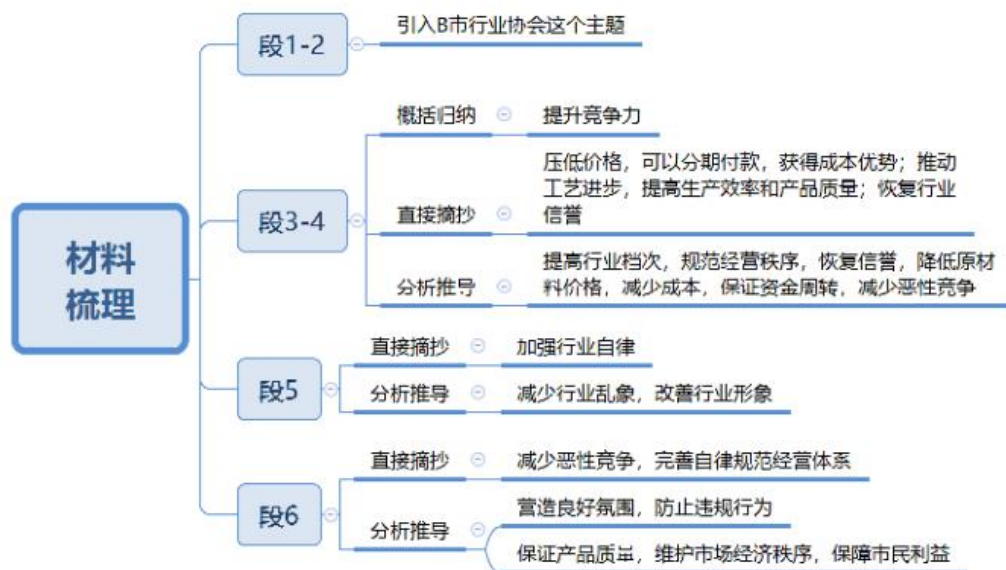 材料
梳理
段1-2
引入B市行业协会这个主题
段3-4
概括归纳
提升竞争力
直接摘抄
压低价格，可以分期付款，获得成本优势；推动
工艺进步，提高生产效率和产品质量；恢复行业
信誉
分析推导
提高行业档次，规范经营秩序，恢复信誉，降低原材
料价格，减少成本，保证资金周转，减少恶性竞争
段5
直接摘抄
加强行业自律
分析推导
减少行业乱象，改善行业形象
段6
直接摘抄
减少恶性竞争，完善自律规范经营体系
分析推导
营造良好氛围，防止违规行为
保证产品质量，维护市场经济秩序，保障市民利益